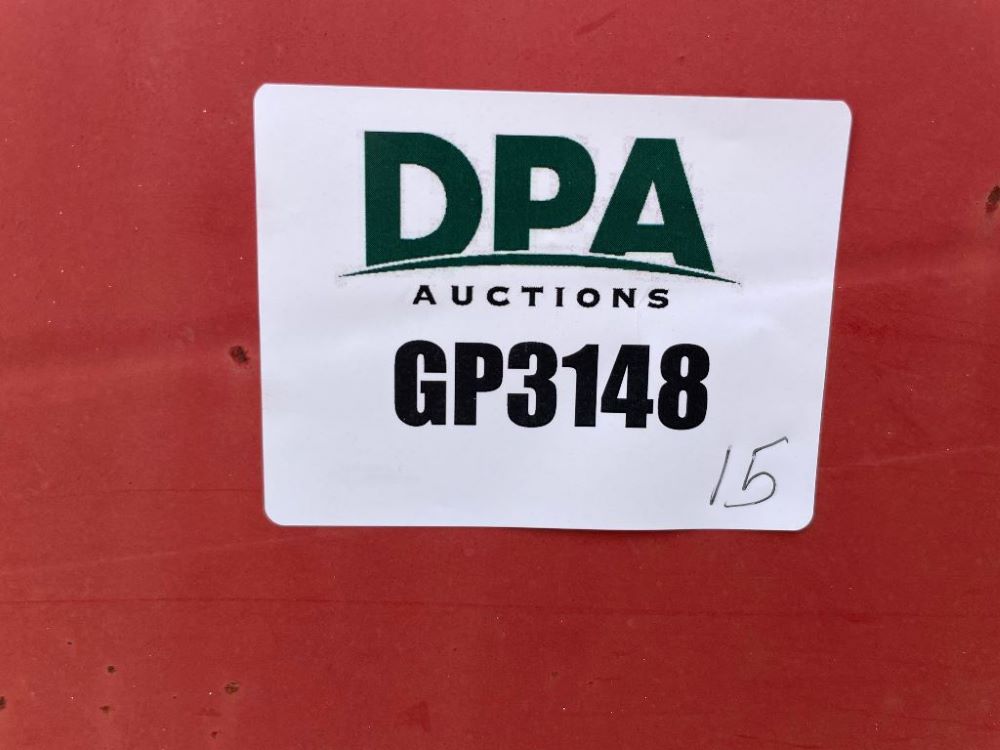 DPA
AUCTIONS
GP3148
15